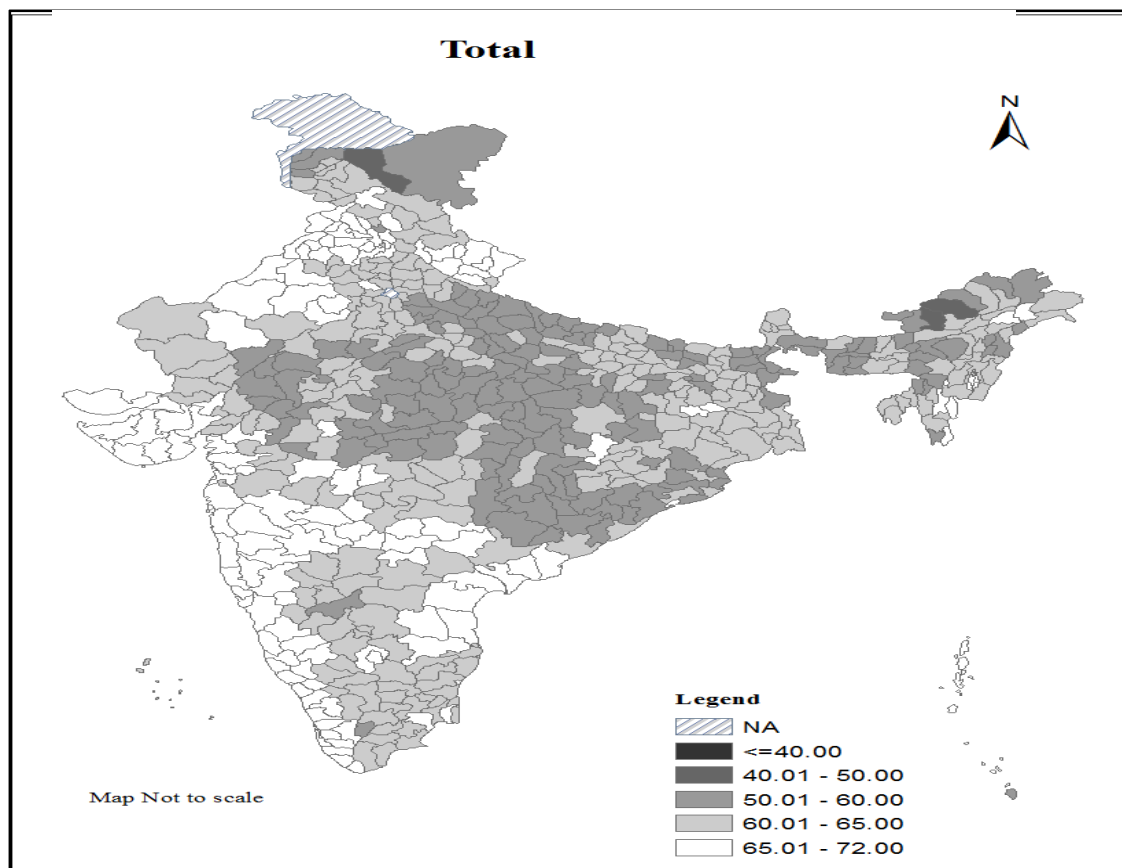 Total
N
Legend
NA
<=40.00
40.01 - 50.00
50.01 - 60.00
60.01 - 65.00
65.01 - 72.00
Map Not to scale